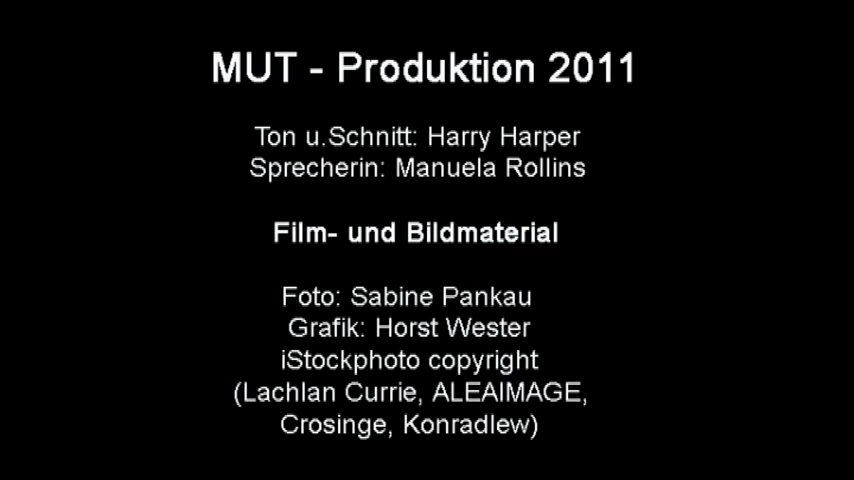 MUT - Produktion 2011
Ton u.Schnitt: Harry Harper
Sprecherin: Manuela Rollins
Film- und Bildmaterial
Foto: Sabine Pankau
Grafik: Horst Wester
iStockphoto copyright
(Lachlan Currie, ALEAIMAGE,
Crosinge, Konradlew)